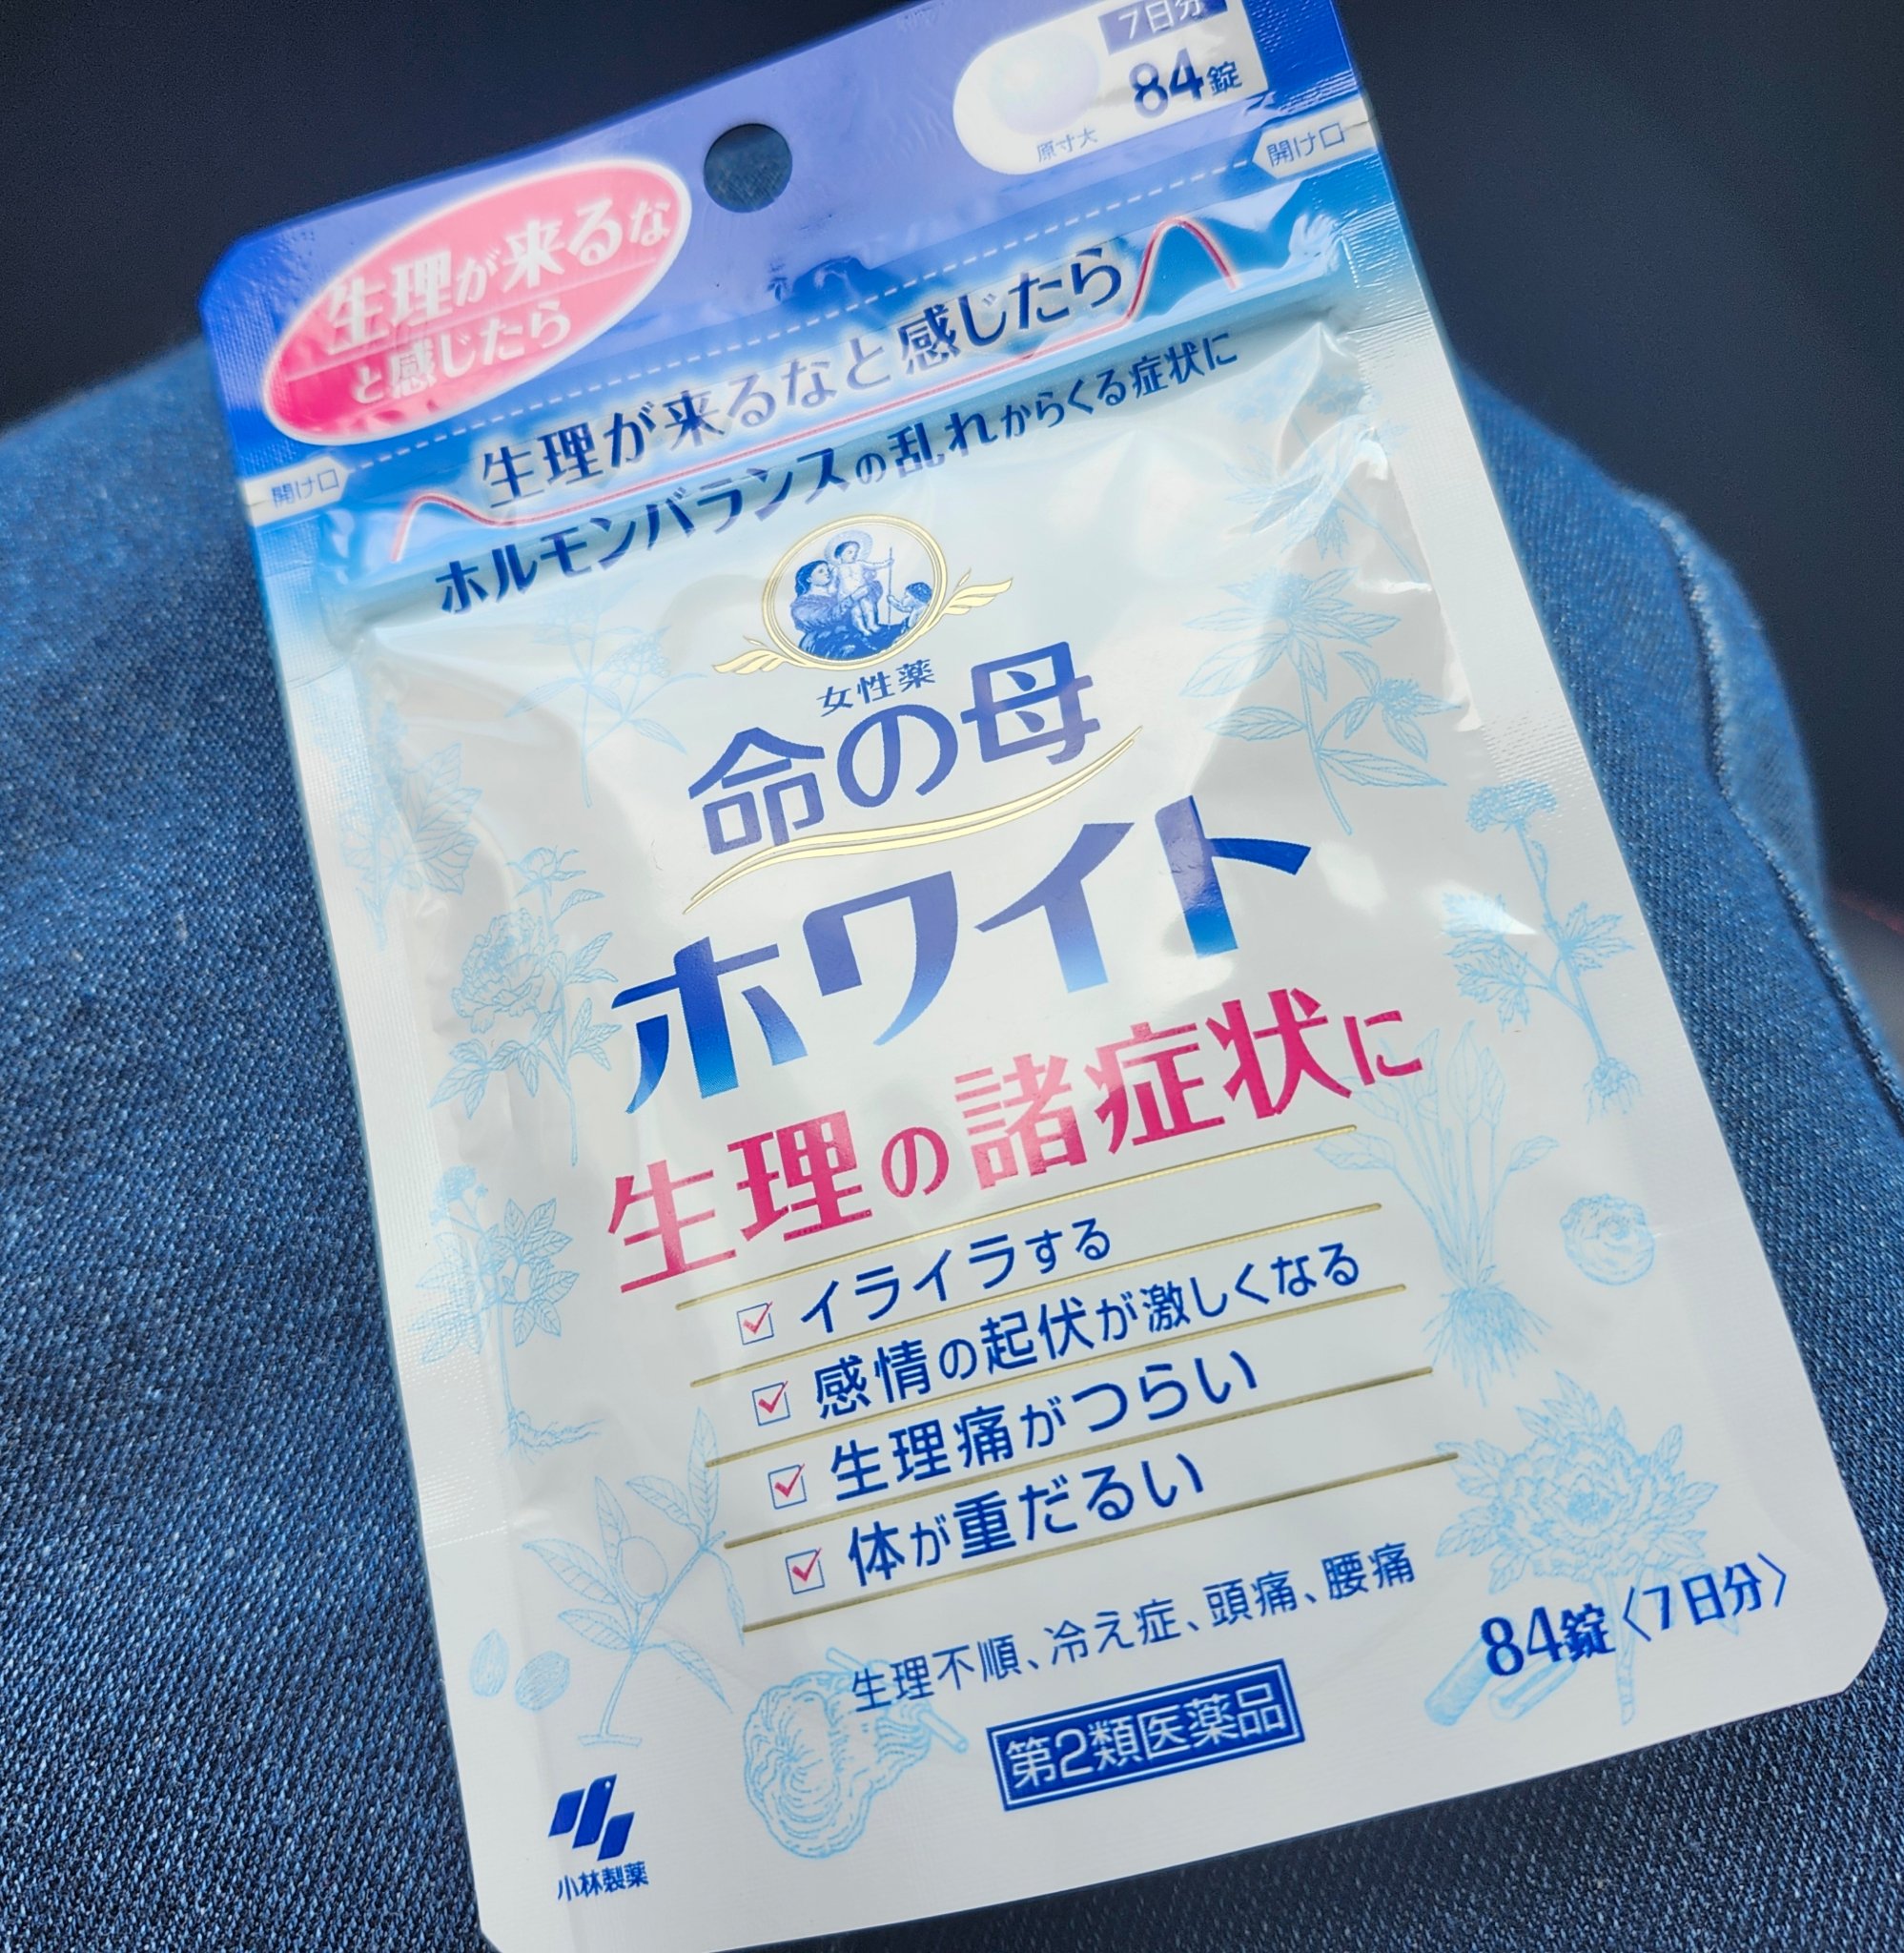 7日分
84錠
原寸大
開け口
生理が来るな
と感じたら
生理が来るなと感じたら
開け口
ホルモンバランスの乱れからくる症状に
女性薬
命の母
ホワイト
生理の諸症状に
イライラする
感情の起伏が激しくなる
生理痛がつらい
体が重だるい
生理不順、冷え症、頭痛、腰痛
84錠〈7日分〉
第2類医薬品
小林製薬